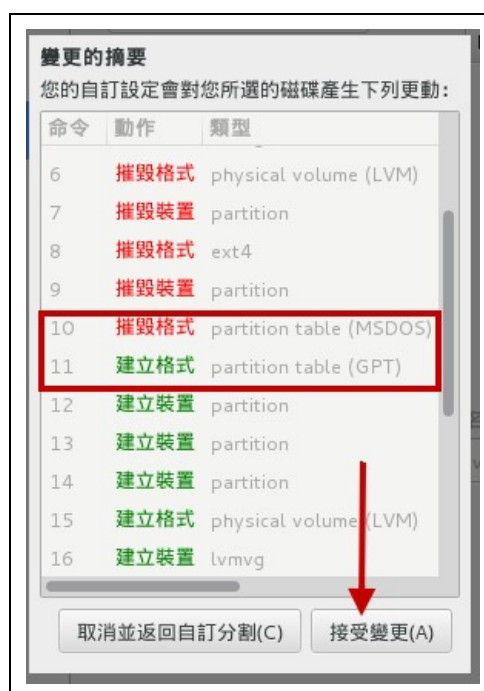 變更的摘要
您的自訂設定會對您所選的磁碟產生下列更動：
命令 動作 類型
6 摧毀格式 physical volume (LVM)
7 摧毀裝置 partition
8 摧毀格式 ext4
9 摧毀裝置 partition
10 摧毀格式 partition table (MSDOS)
11 建立格式 partition table (GPT)
12 建立裝置 partition
13 建立裝置 partition
14 建立裝置 partition
15 建立格式 physical volume (LVM)
16 建立裝置 lvmvg
取消並返回自訂分割(C) 接受變更(A)